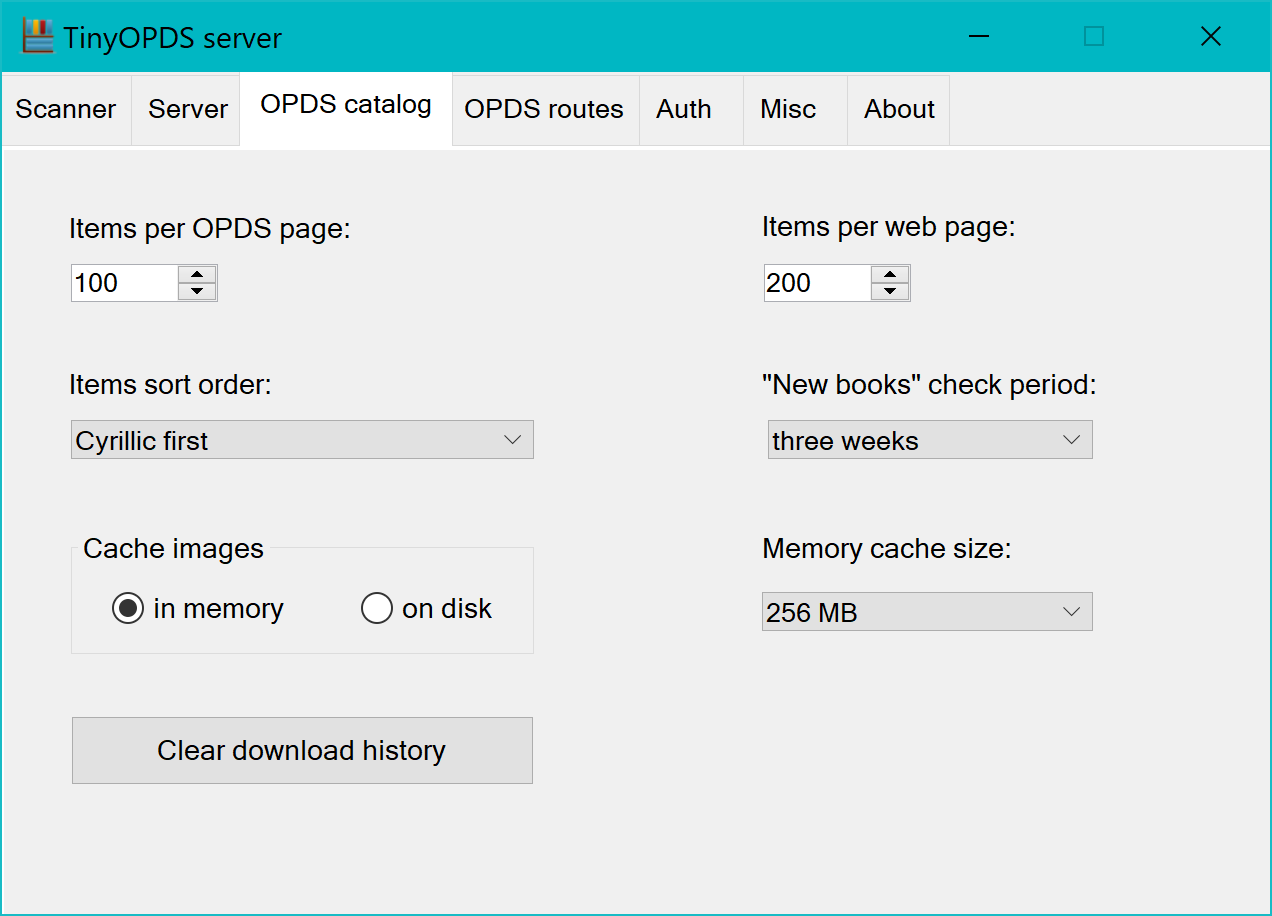 TinyOPDS server
Scanner Server OPDS catalog OPDS routes Auth Misc About
Items per OPDS page: Items per web page:
100 200
Items sort order: "New books" check period:
Cyrillic first three weeks
Cache images Memory cache size:
in memory on disk 256 MB
Clear download history